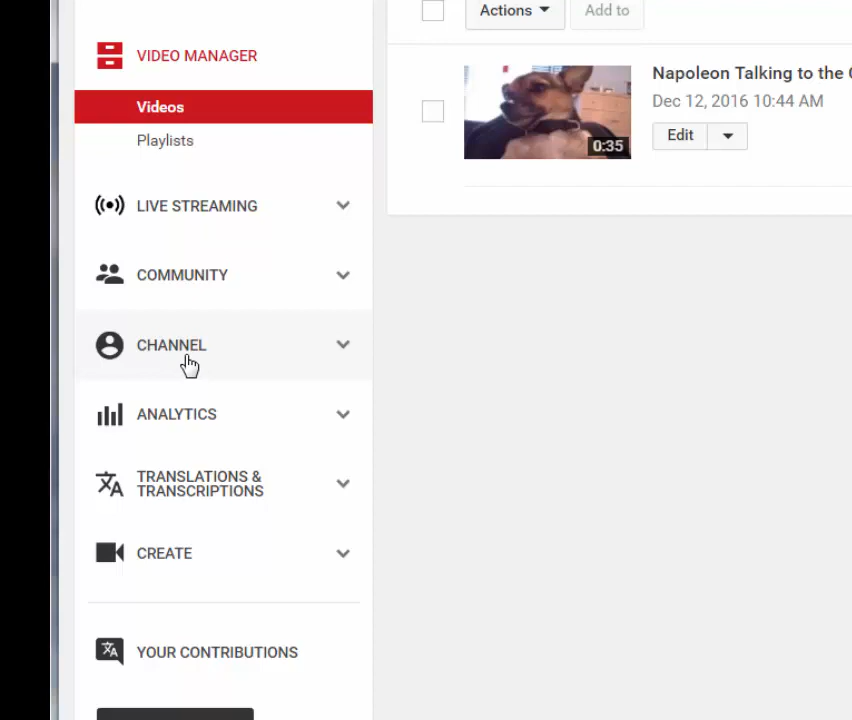 Actions
Add to
VIDEO MANAGER
Videos
Playlists
LIVE STREAMING
COMMUNITY
CHANNEL
ANALYTICS
TRANSLATIONS &
TRANSCRIPTIONS
CREATE
YOUR CONTRIBUTIONS
Napoleon Talking to the
Dec 12, 2016 10:44 AM
0:35
Edit